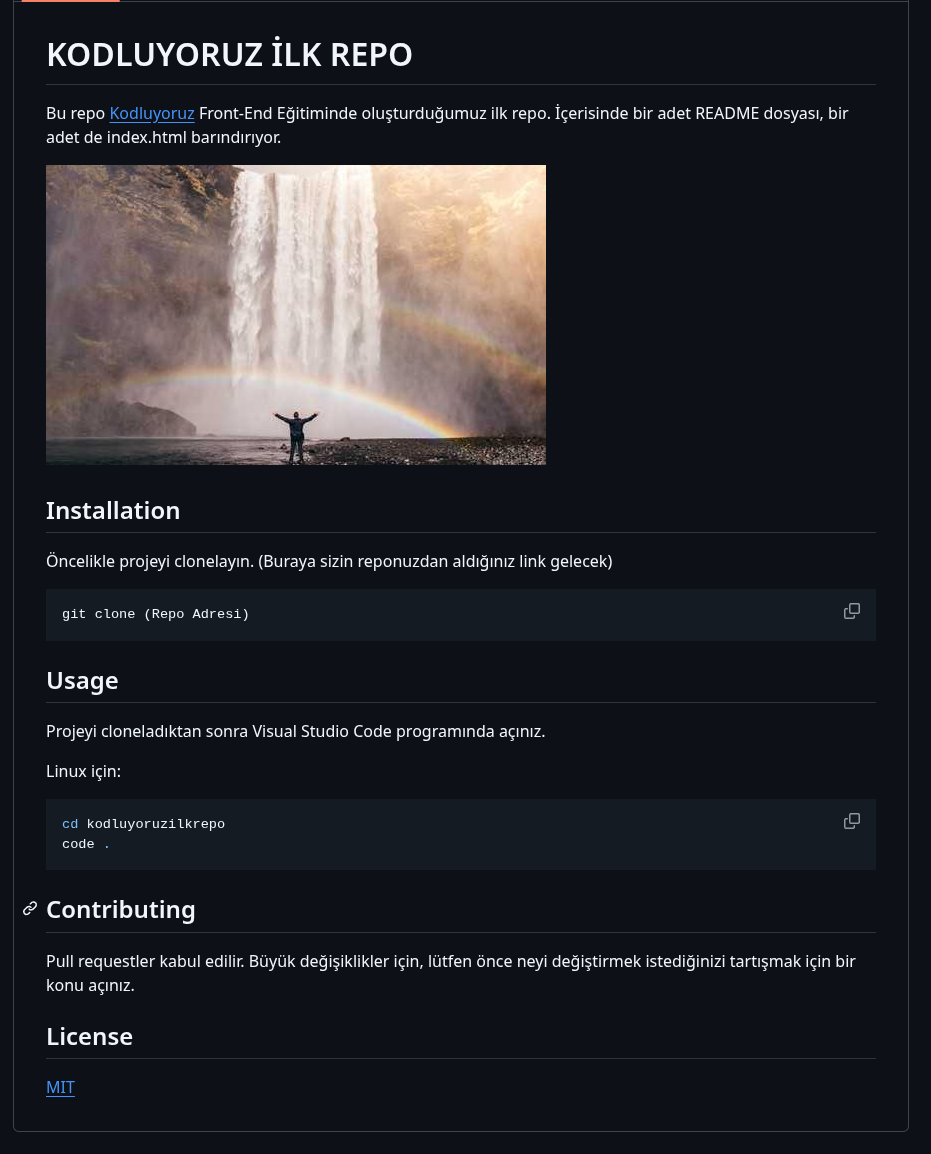 KODLUYORUZ İLK REPO
Bu repo Kodluyoruz Front-End Eğitiminde oluşturduğumuz ilk repo. İçerisinde bir adet README dosyası, bir
adet de index.html barındırıyor.
Installation
Öncelikle projeyi clonelayın. (Buraya sizin reponuzdan aldığınız link gelecek)
git clone (Repo Adresi)
Usage
Projeyi cloneladıktan sonra Visual Studio Code programında açınız.
Linux için:
cd kodluyoruzilkrepo
code .
Contributing
Pull requestler kabul edilir. Büyük değişiklikler için, lütfen önce neyi değiştirmek istediğinizi tartışmak için bir
konu açınız.
License
MIT